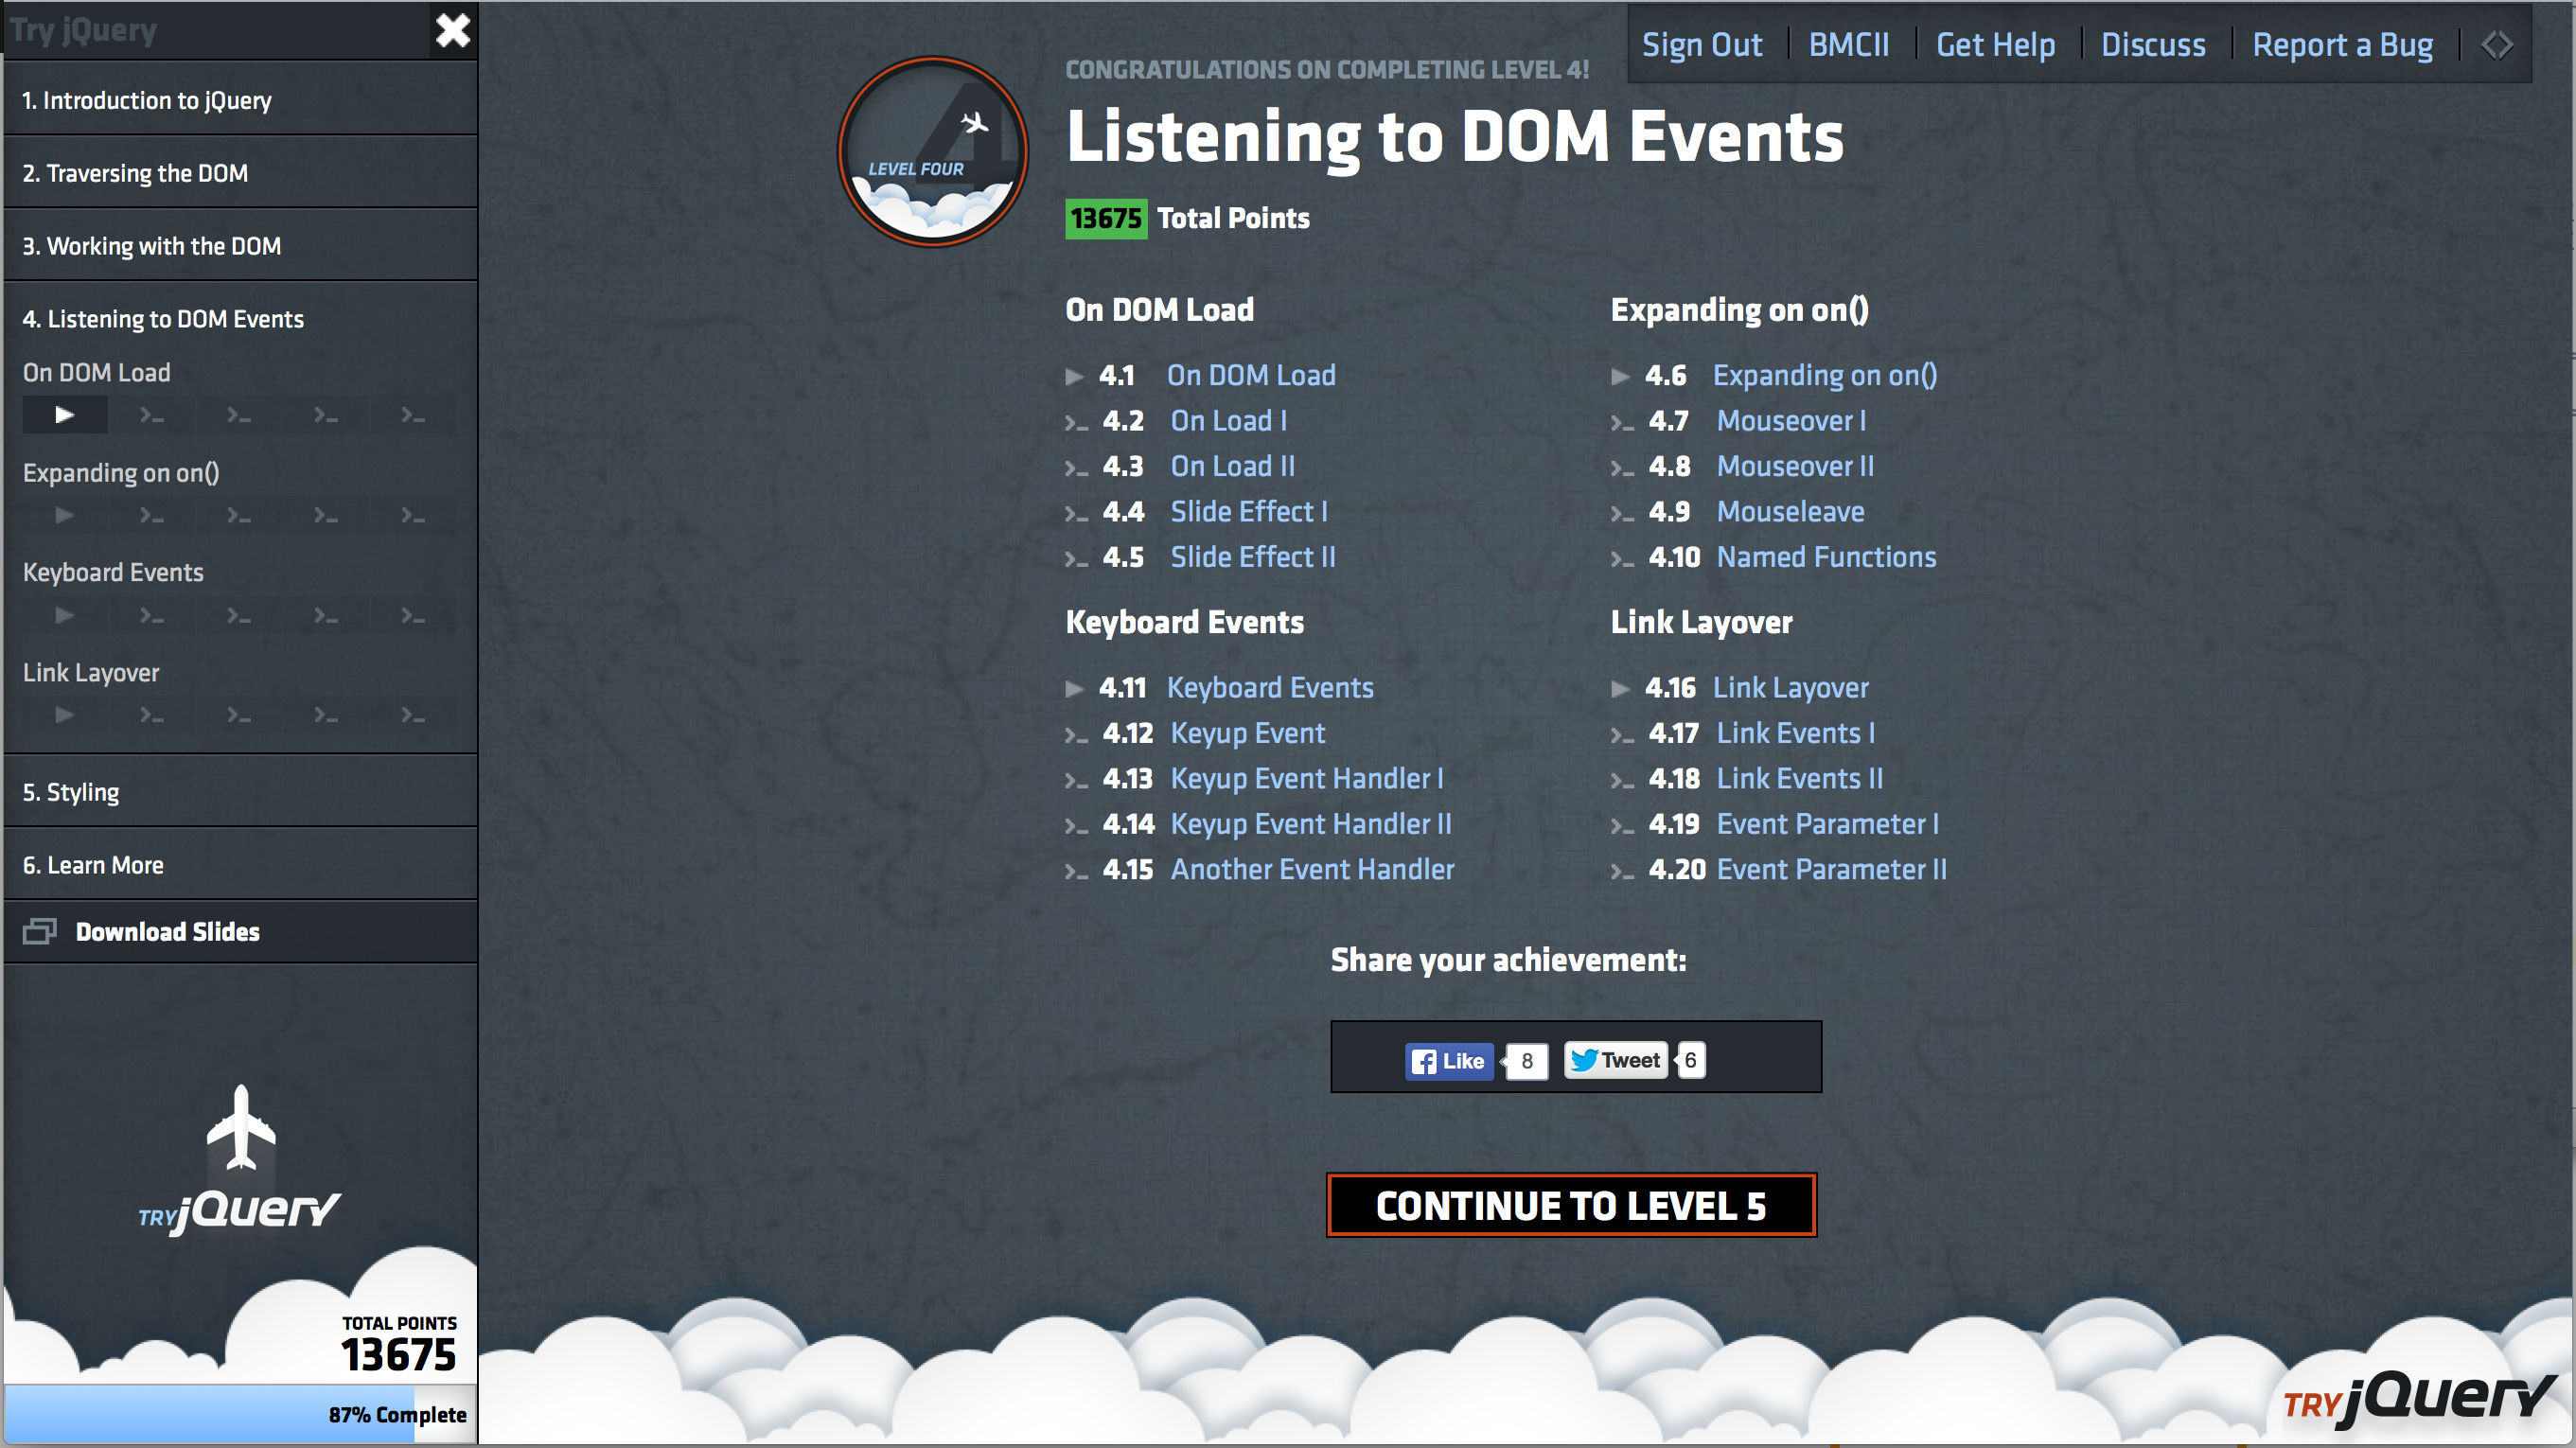 Try jQuery
1. Introduction to jQuery
2. Traversing the DOM
3. Working with the DOM
4. Listening to DOM Events
On DOM Load
Expanding on on()
Keyboard Events
Link Layover
5. Styling
6. Learn More
Download Slides
TRY jQuery
TOTAL POINTS
13675
87% Complete
Sign Out
BMCII
Get Help
Discuss
Report a Bug
LEVEL FOUR
4
CONGRATULATIONS ON COMPLETING LEVEL 4!
Listening to DOM Events
13675 Total Points
On DOM Load
4.1 On DOM Load
4.2 On Load I
4.3 On Load II
4.4 Slide Effect I
4.5 Slide Effect II
Expanding on on()
4.6 Expanding on on()
4.7 Mouseover I
4.8 Mouseover II
4.9 Mouseleave
4.10 Named Functions
Keyboard Events
4.11 Keyboard Events
4.12 Keyup Event
4.13 Keyup Event Handler I
4.14 Keyup Event Handler II
4.15 Another Event Handler
Link Layover
4.16 Link Layover
4.17 Link Events I
4.18 Link Events II
4.19 Event Parameter I
4.20 Event Parameter II
Share your achievement:
Like 8 Tweet 6
CONTINUE TO LEVEL 5
TRY jQuery